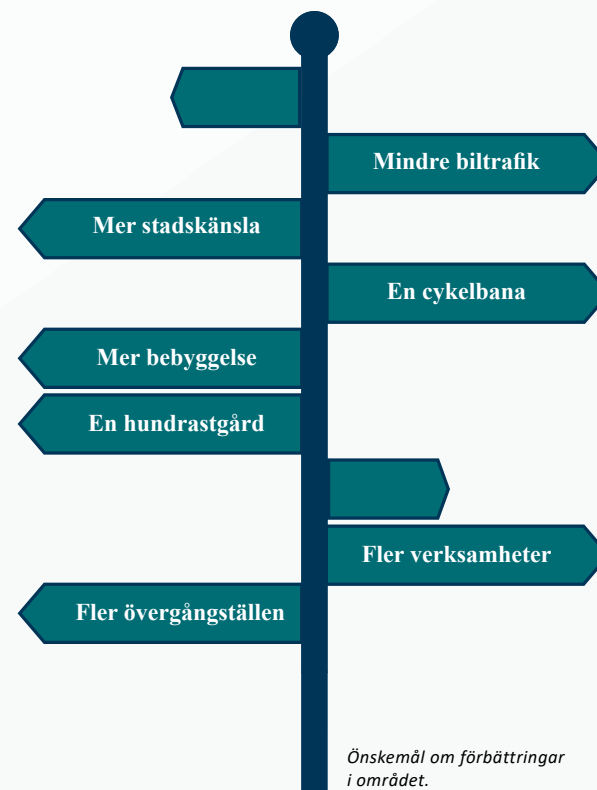 Mindre biltrafik
Mer stadskänsla
En cykelbana
Mer bebyggelse
En hundrastgård
Fler verksamheter
Fler övergångställen
Önskemål om förbättringar
i området.